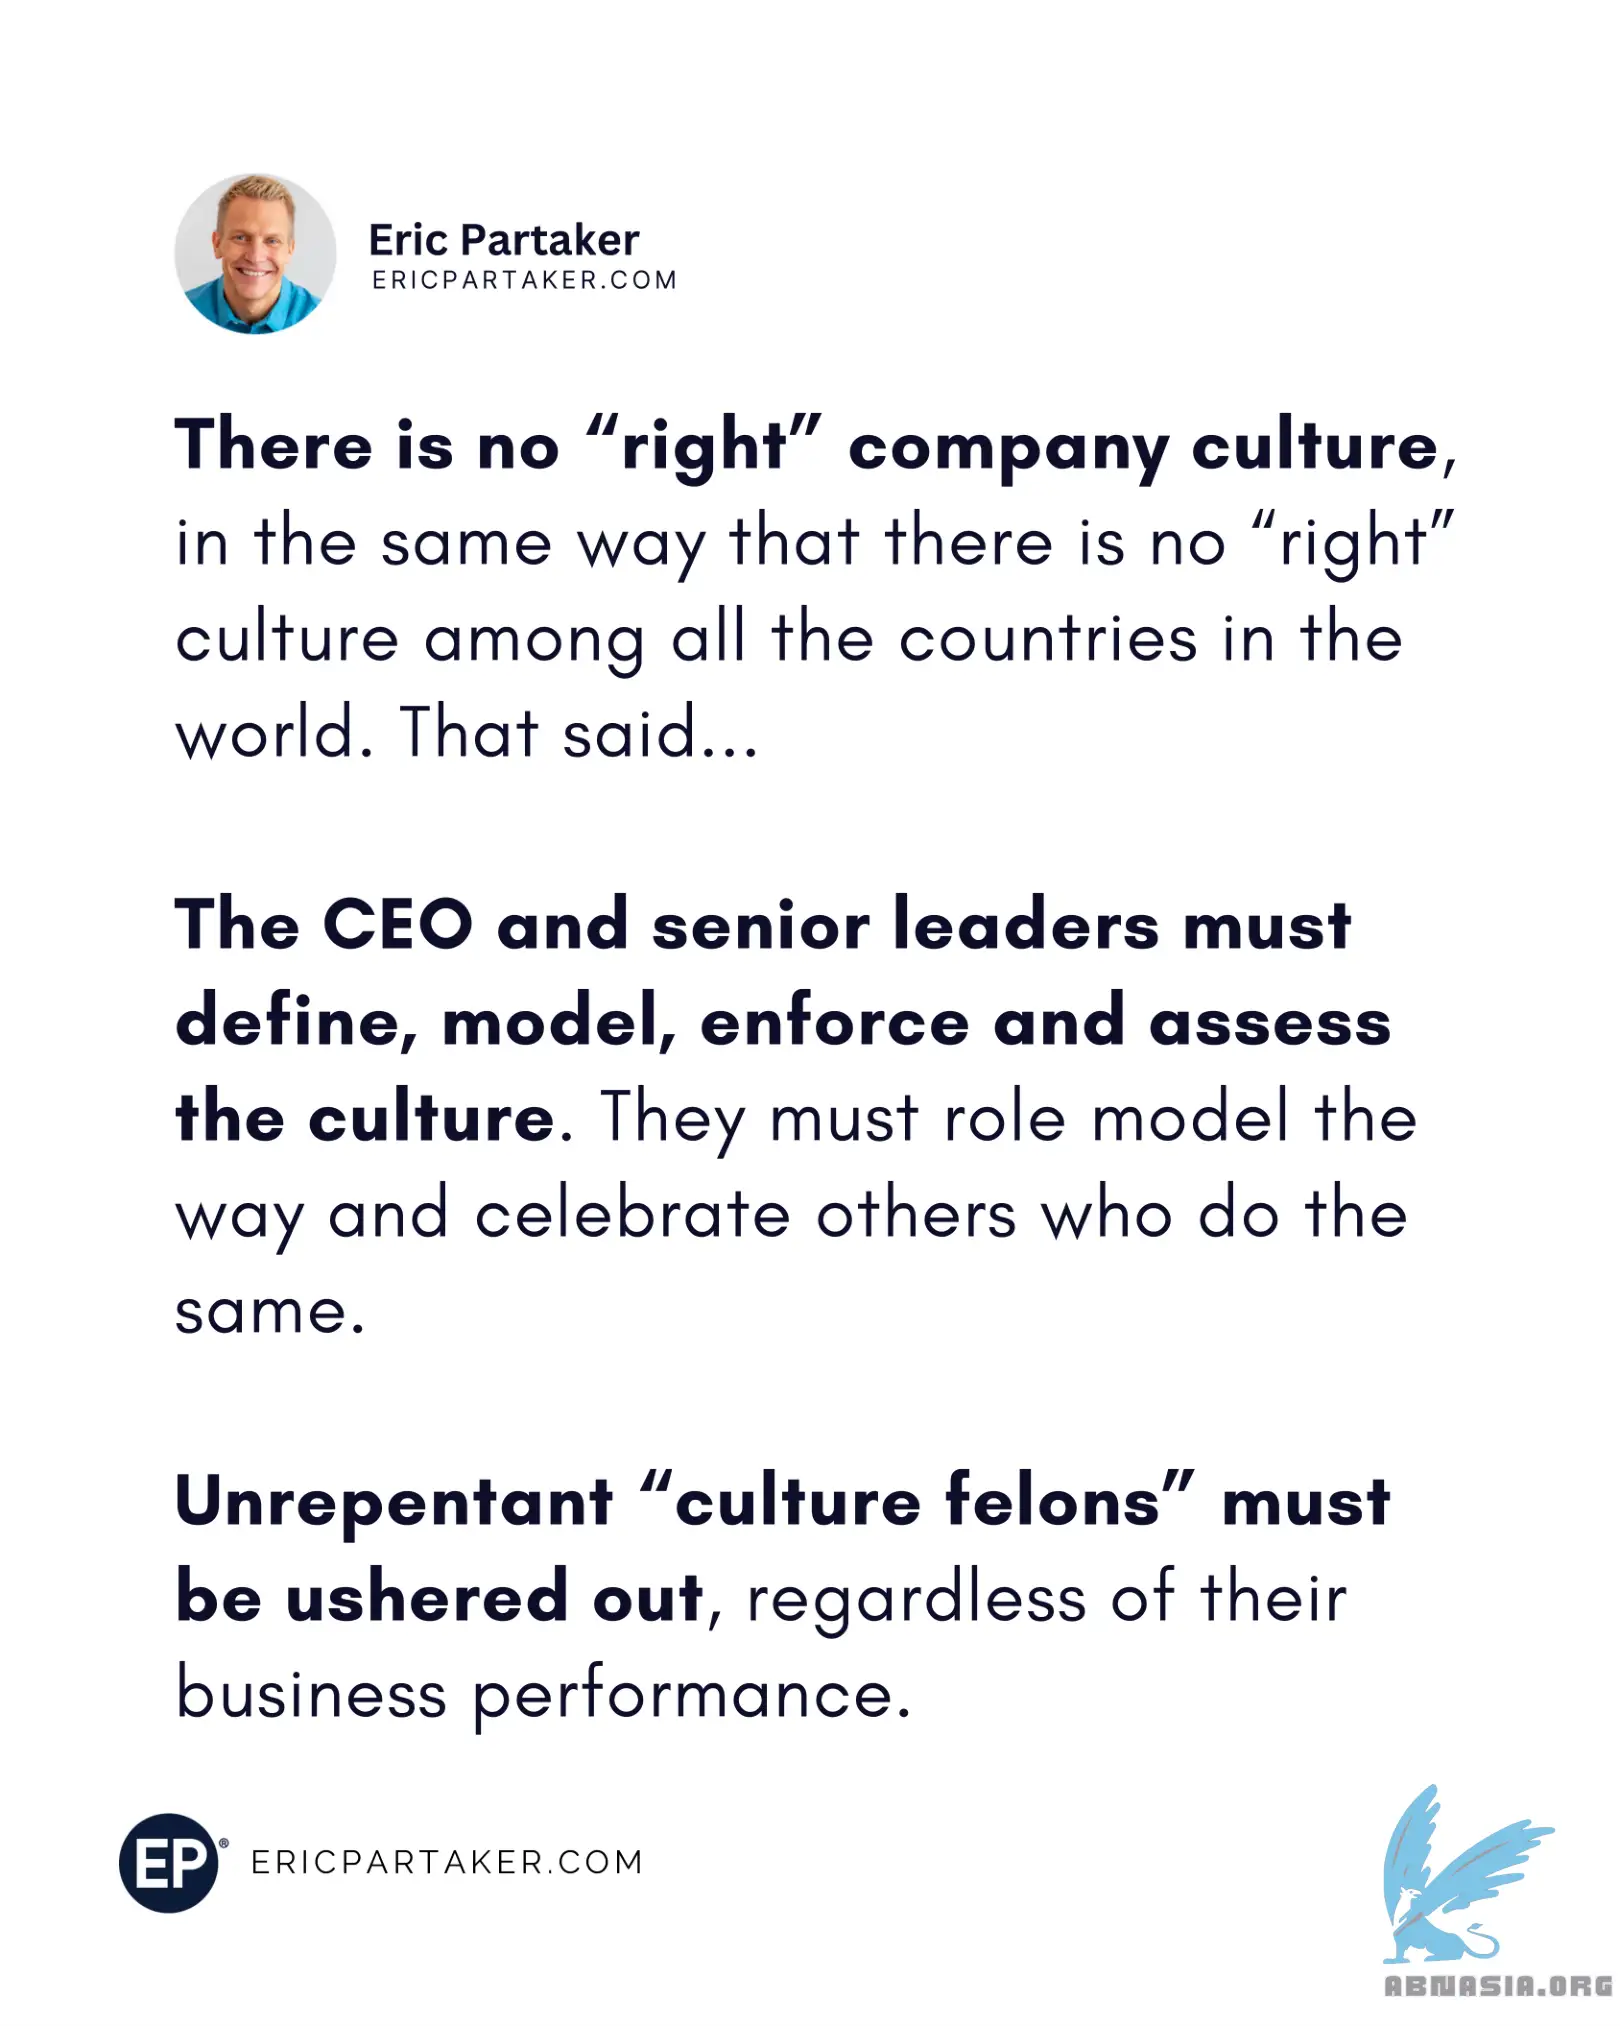 Eric Partaker
ERICPARTAKER.COM
There is no “right” company culture,
in the same way that there is no “right”
culture among all the countries in the
world. That said...
The CEO and senior leaders must
define, model, enforce and assess
the culture. They must role model the
way and celebrate others who do the
same.
Unrepentant “culture felons” must
be ushered out, regardless of their
business performance.
EP® ERICPARTAKER.COM
ABNASIA.ORG